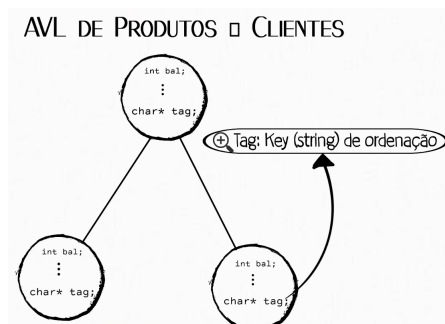 AVL DE PRODUTOS □ CLIENTES
int bal;
⋮
char* tag;
Tag: Key (string) de ordenação
int bal;
⋮
char* tag;
int bal;
⋮
char* tag;